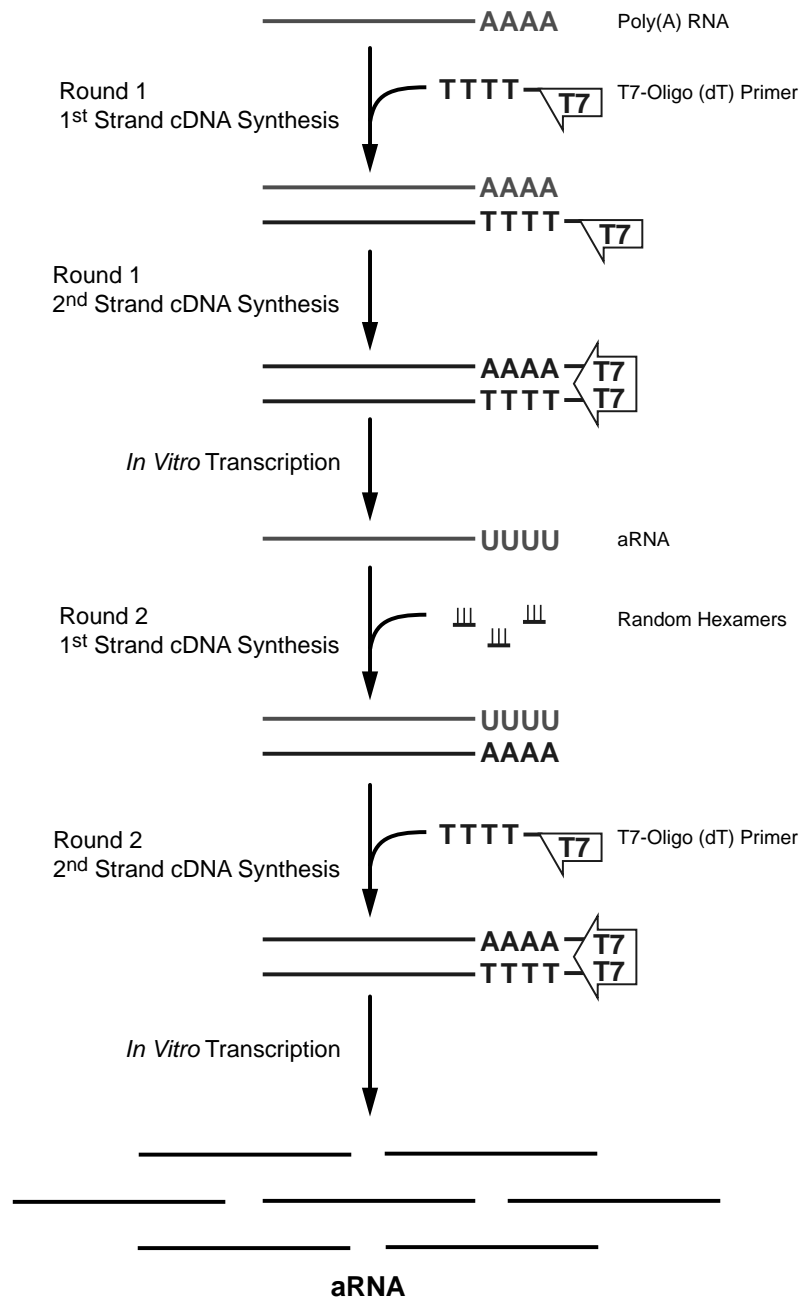 AAAA Poly(A) RNA
Round 1
1st Strand cDNA Synthesis
TTTT T7 T7-Oligo (dT) Primer
AAAA
TTTT T7
Round 1
2nd Strand cDNA Synthesis
AAAA T7
TTTT T7
In Vitro Transcription
UUUU aRNA
Round 2
1st Strand cDNA Synthesis
Random Hexamers
UUUU
AAAA
Round 2
2nd Strand cDNA Synthesis
TTTT T7 T7-Oligo (dT) Primer
AAAA T7
TTTT T7
In Vitro Transcription
aRNA